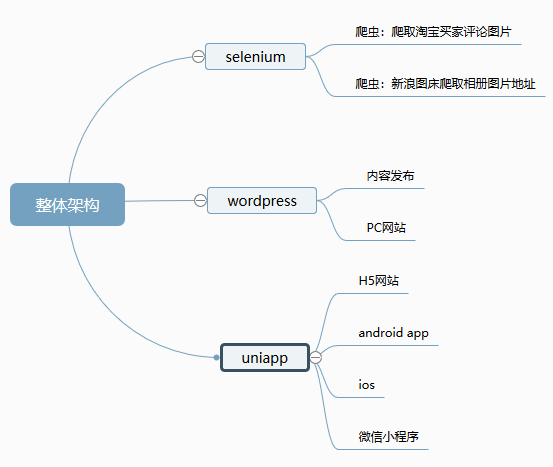 整体架构
selenium
爬虫：爬取淘宝买家评论图片
爬虫：新浪图床爬取相册图片地址
wordpress
内容发布
PC网站
uniapp
H5网站
android app
ios
微信小程序